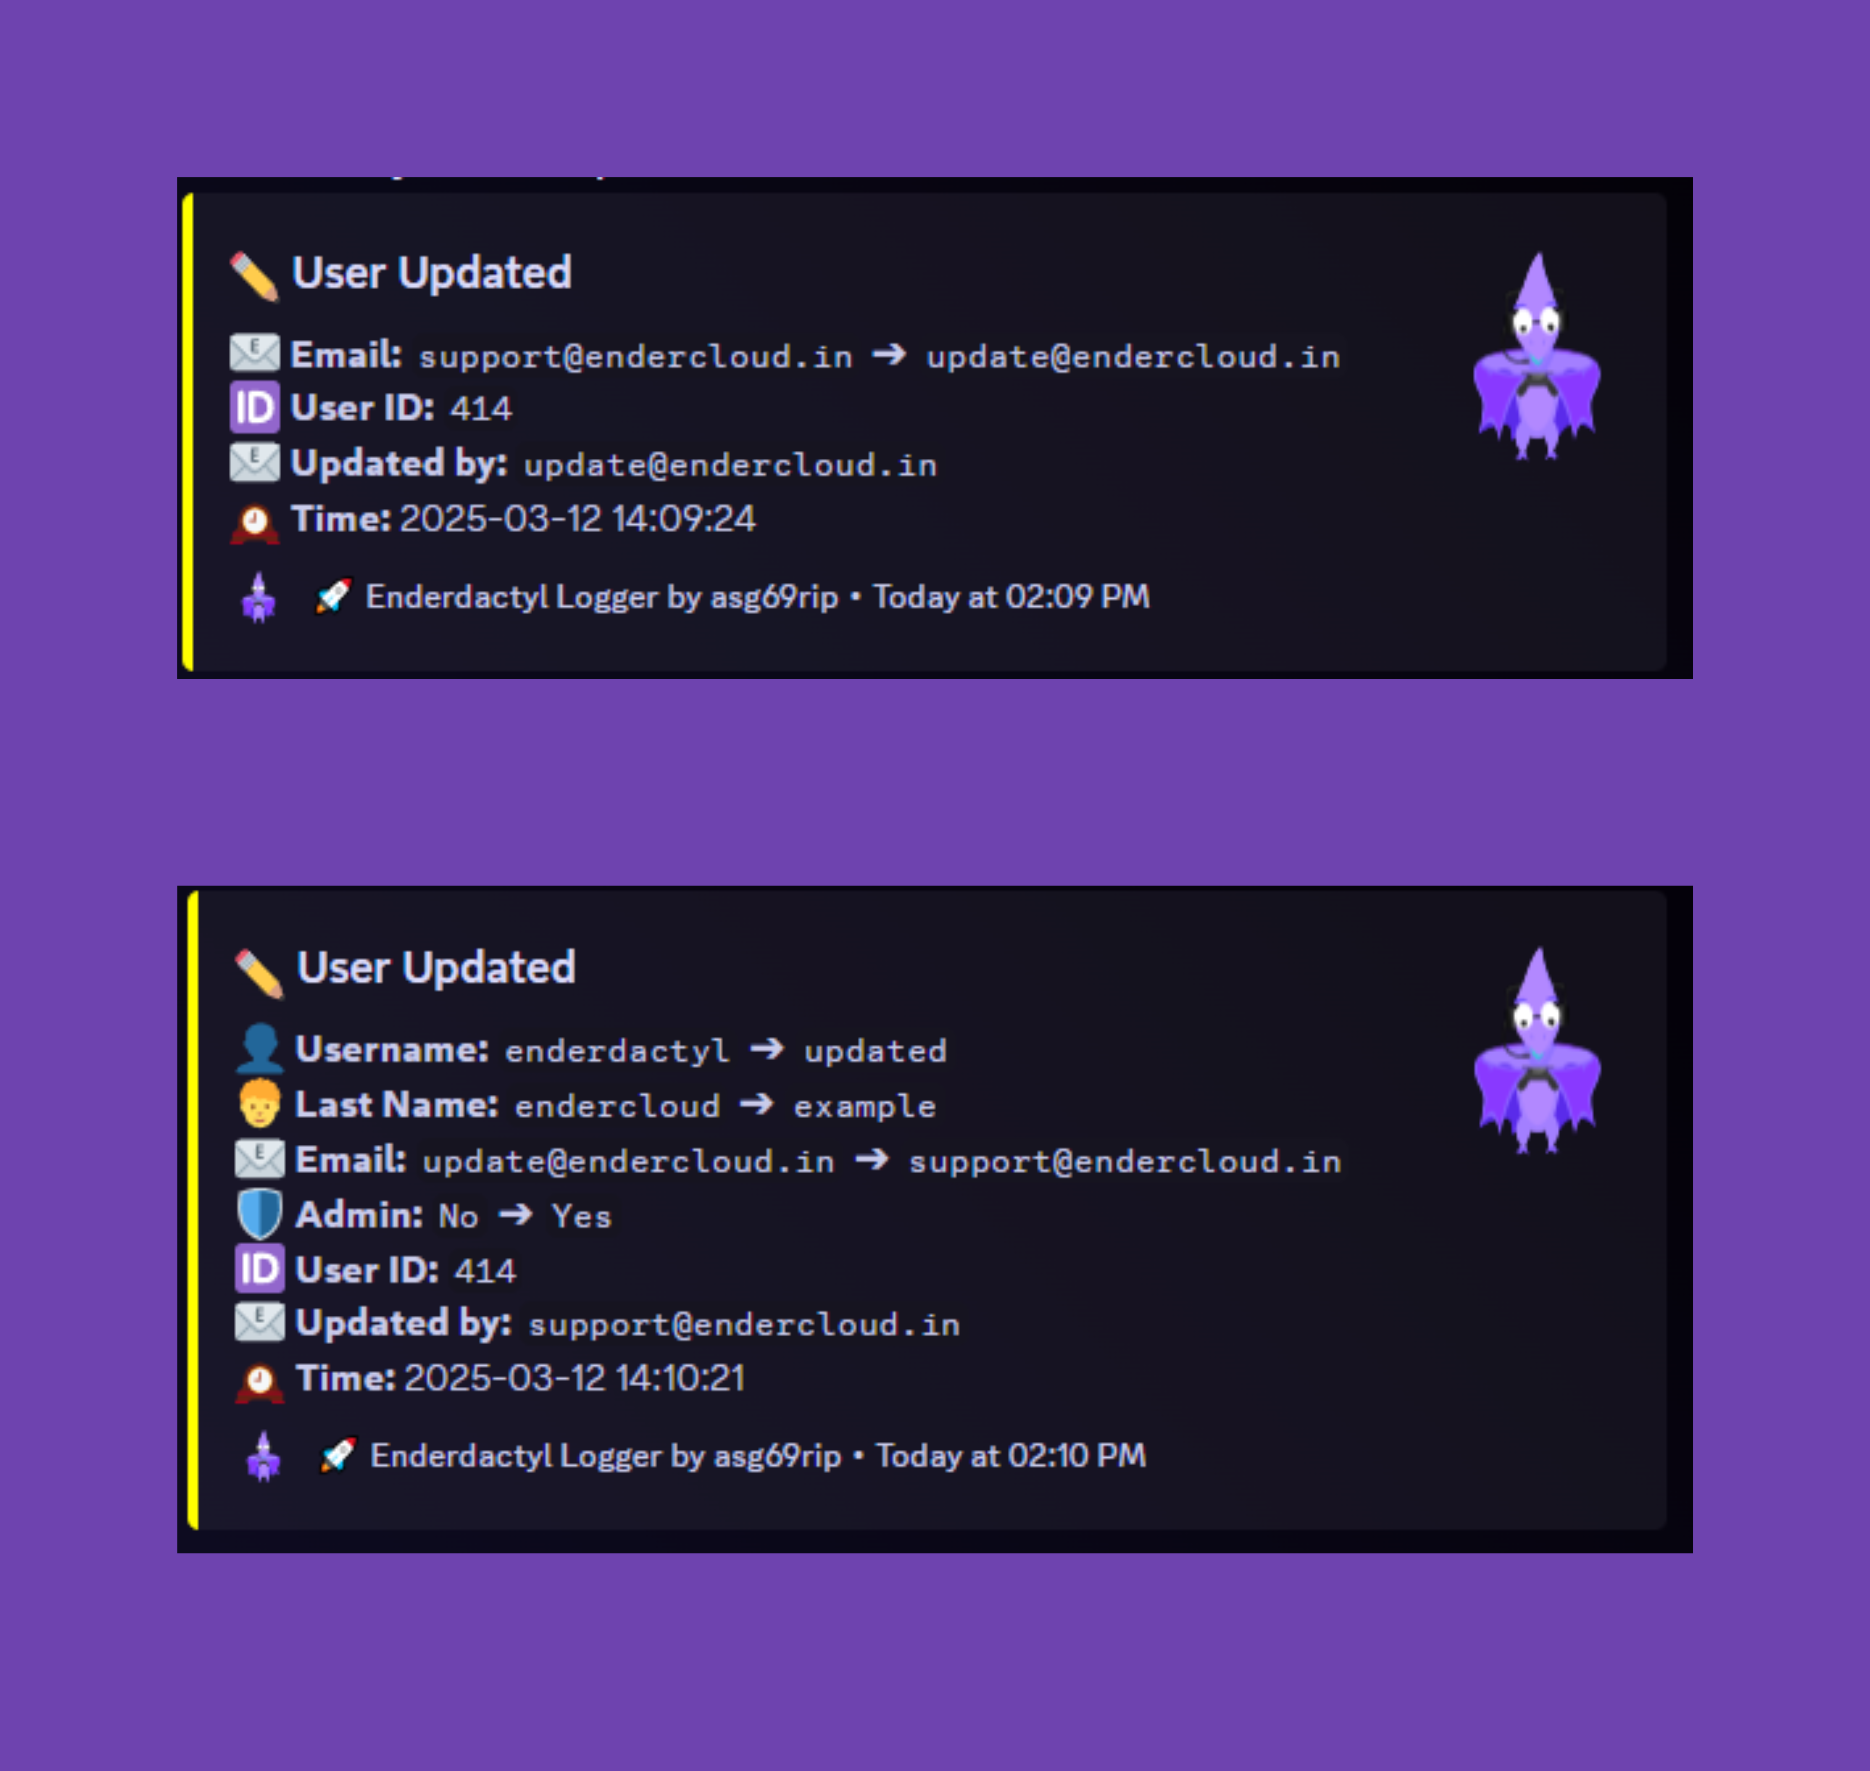 User Updated
Email: support@endercloud.in ➔ update@endercloud.in
ID User ID: 414
Updated by: update@endercloud.in
Time: 2025-03-12 14:09:24
Enderdactyl Logger by asg69rip • Today at 02:09 PM
User Updated
Username: enderdactyl ➔ updated
Last Name: endercloud ➔ example
Email: update@endercloud.in ➔ support@endercloud.in
Admin: No ➔ Yes
ID User ID: 414
Updated by: support@endercloud.in
Time: 2025-03-12 14:10:21
Enderdactyl Logger by asg69rip • Today at 02:10 PM